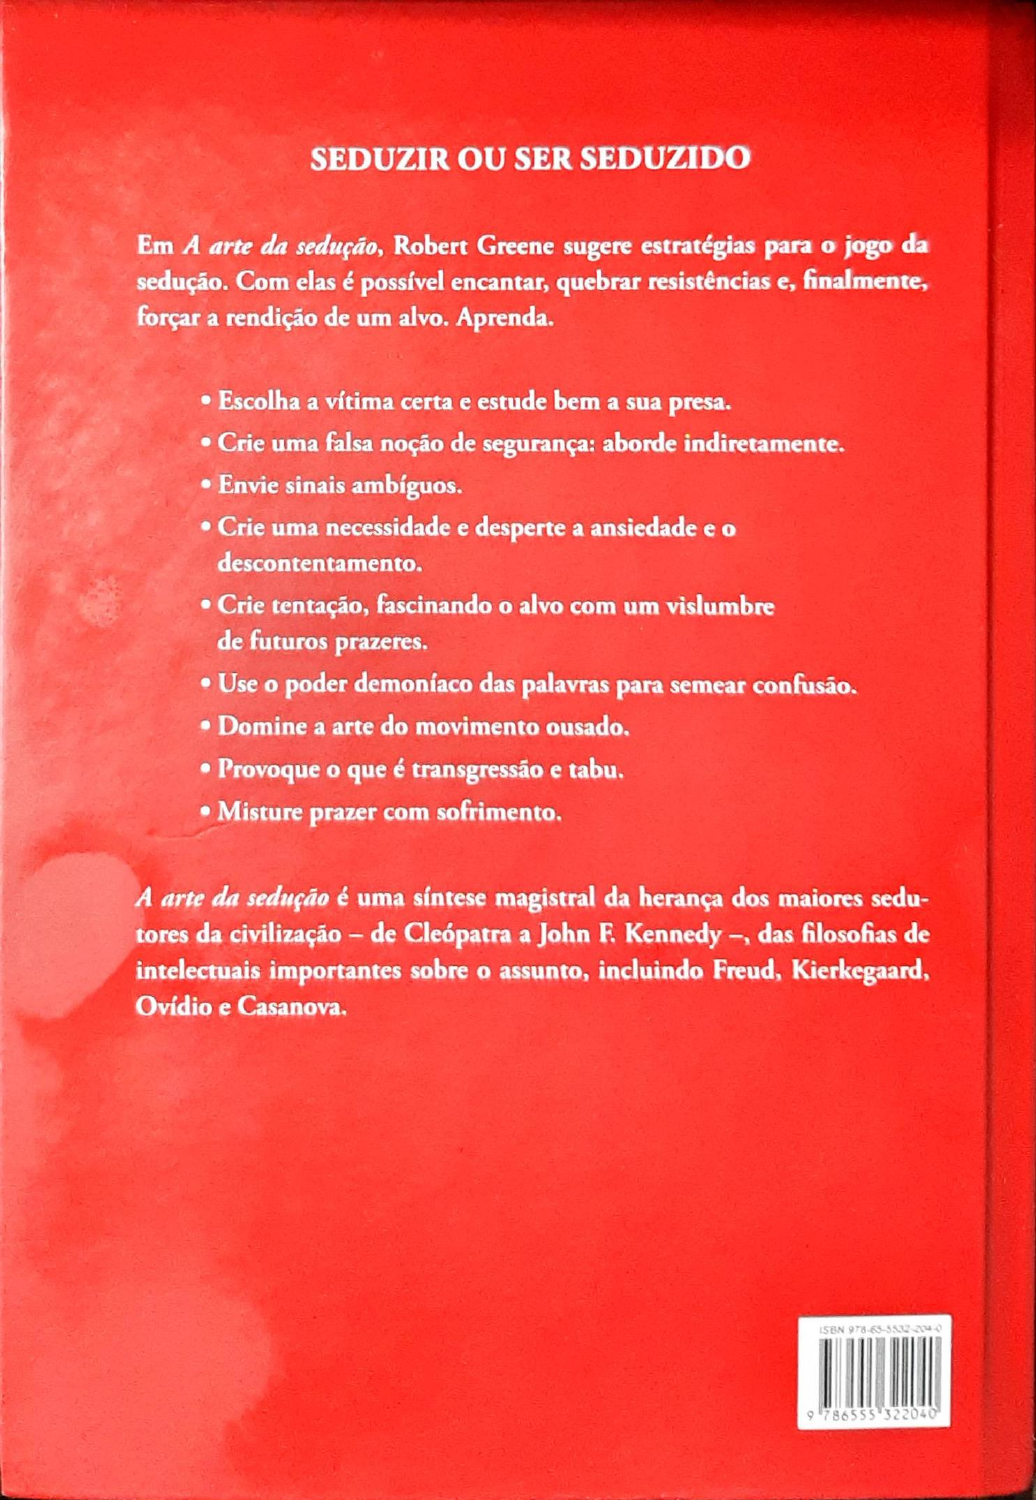 SEDUZIR OU SER SEDUZIDO
Em A arte da sedução, Robert Greene sugere estratégias para o jogo da
sedução. Com elas é possível encantar, quebrar resistências e, finalmente,
forçar a rendição de um alvo. Aprenda.
• Escolha a vítima certa e estude bem a sua presa.
• Crie uma falsa noção de segurança: aborde indiretamente.
• Envie sinais ambíguos.
• Crie uma necessidade e desperte a ansiedade e o
descontentamento.
• Crie tentação, fascinando o alvo com um vislumbre
de futuros prazeres.
• Use o poder demoníaco das palavras para semear confusão.
• Domine a arte do movimento ousado.
• Provoque o que é transgressão e tabu.
• Misture prazer com sofrimento.
A arte da sedução é uma síntese magistral da herança dos maiores sedu-
tores da civilização – de Cleópatra a John F. Kennedy –, das filosofias de
intelectuais importantes sobre o assunto, incluindo Freud, Kierkegaard,
Ovídio e Casanova.
ISBN 978-65-5532-204-0
9 786555 322040